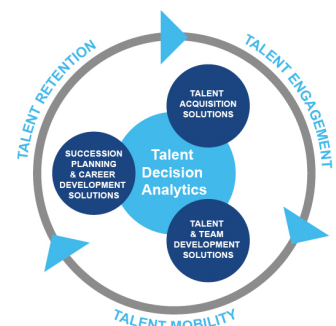 TALENT RETENTION
TALENT ENGAGEMENT
TALENT
ACQUISITION
SOLUTIONS
SUCCESSION
PLANNING
& CAREER
DEVELOPMENT
SOLUTIONS
Talent
Decision
Analytics
TALENT
& TEAM
DEVELOPMENT
SOLUTIONS
TALENT MOBILITY